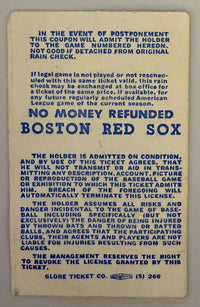 IN THE EVENT OF POSTPONEMENT
THIS COUPON WILL ADMIT THE HOLDER
TO THE GAME NUMBERED HEREON.
NOT GOOD IF DETACHED FROM ORIGINAL
RAIN CHECK.
If legal game is not played or not resched-
uled with this same ticket valid, this rain
check may be exchanged at box office for
a ticket of the same price, if available, for
any future regularly scheduled American
League game of the current season.
NO MONEY REFUNDED
BOSTON RED SOX
THE HOLDER IS ADMITTED ON CONDITION,
AND BY USE OF THIS TICKET AGREES, THAT
HE WILL NOT TRANSMIT OR AID IN TRANS-
MITTING ANY DESCRIPTION, ACCOUNT, PICTURE
OR REPRODUCTION OF THE BASEBALL GAME
OR EXHIBITION TO WHICH THIS TICKET ADMITS
HIM. BREACH OF THE FOREGOING WILL
AUTOMATICALLY TERMINATE THIS LICENSE.
THE HOLDER ASSUMES ALL RISKS AND
DANGER INCIDENTAL TO THE GAME OF BASE-
BALL INCLUDING SPECIFICALLY (BUT NOT
EXCLUSIVELY) THE DANGER OF BEING INJURED
BY THROWN BATS AND THROWN OR BATTED
BALLS, AND AGREES THAT THE PARTICIPATING
CLUBS, THEIR AGENTS AND PLAYERS ARE NOT
LIABLE FOR INJURIES RESULTING FROM SUCH
CAUSES.
THE MANAGEMENT RESERVES THE RIGHT
TO REVOKE THE LICENSE GRANTED BY THIS
TICKET.
GLOBE TICKET CO. (5) 260